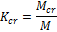 K_cr = M_cr / M